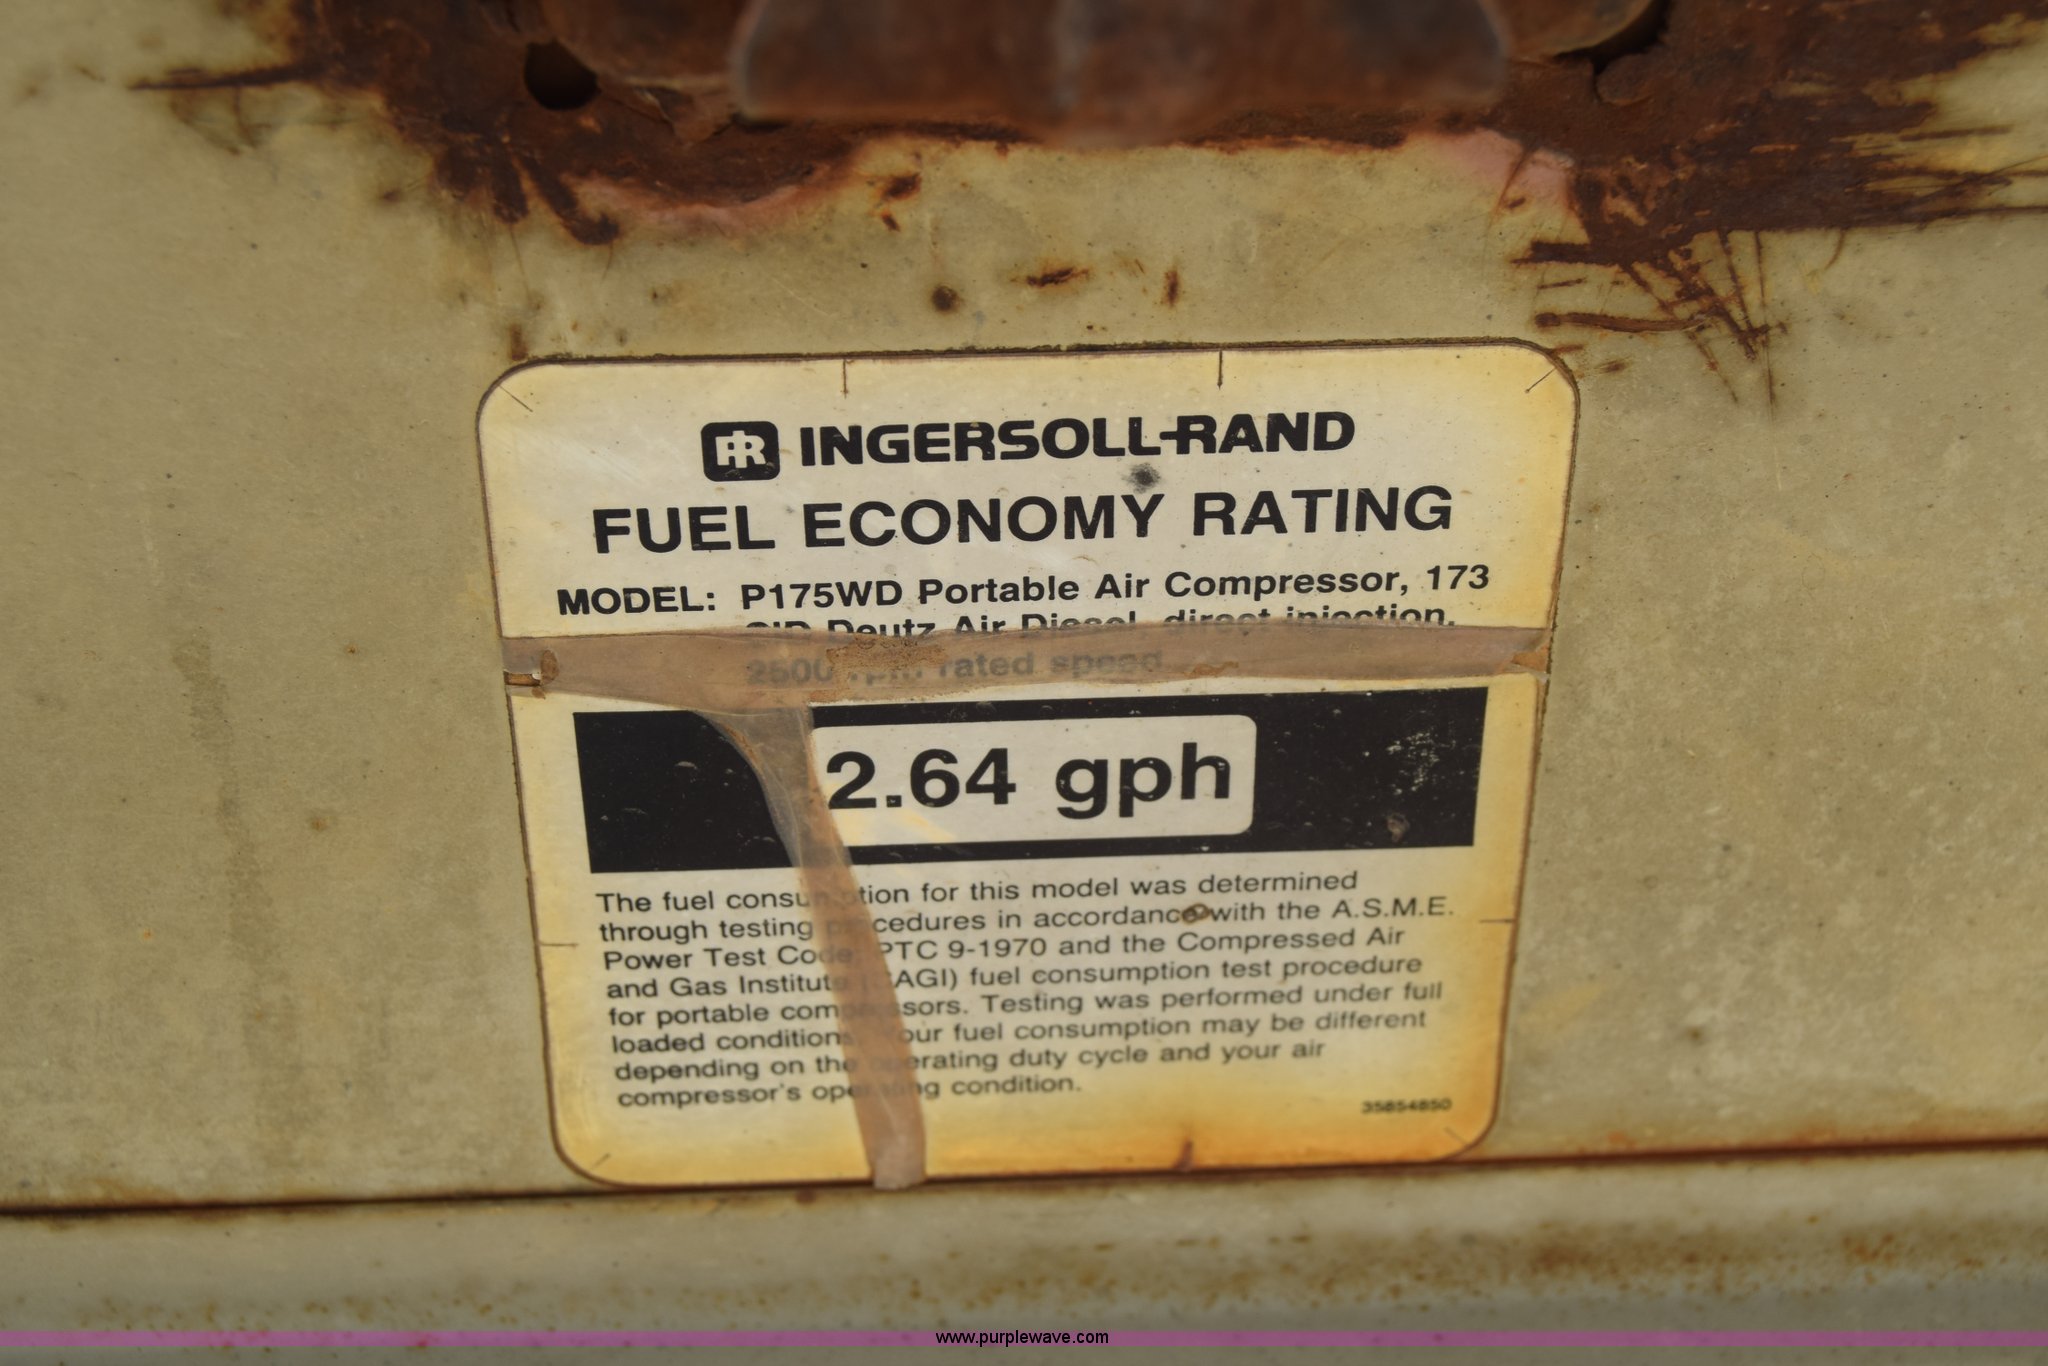 IR INGERSOLL-RAND
FUEL ECONOMY RATING
MODEL: P175WD Portable Air Compressor, 173
CID Deutz Air Diesel, direct injection,
2500 rpm rated speed
2.64 gph
The fuel consumption for this model was determined
through testing procedures in accordance with the A.S.M.E.
Power Test Code, PTC 9-1970 and the Compressed Air
and Gas Institute (CAGI) fuel consumption test procedure
for portable compressors. Testing was performed under full
loaded conditions. Your fuel consumption may be different
depending on the operating duty cycle and your air
compressor's operating condition.
35854850
www.purplewave.com